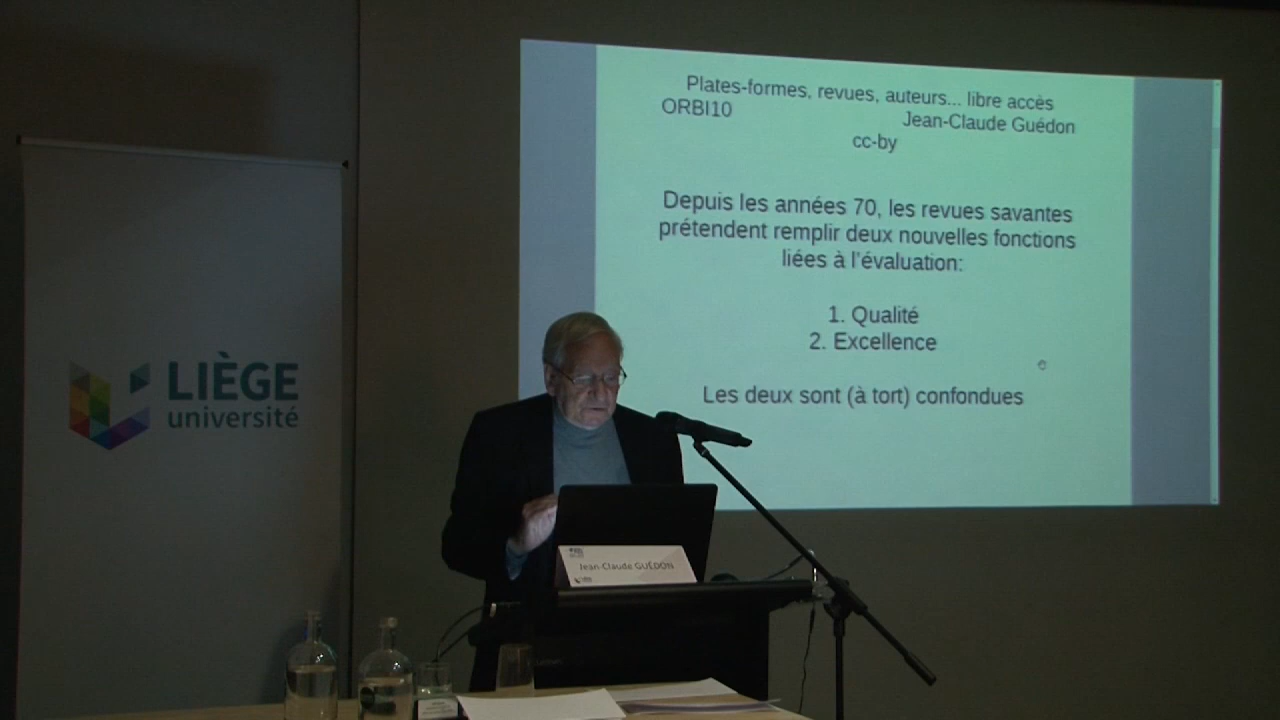 Plates-formes, revues, auteurs... libre accès
ORBI10 Jean-Claude Guédon
cc-by
Depuis les années 70, les revues savantes
prétendent remplir deux nouvelles fonctions
liées à l'évaluation:
1. Qualité
2. Excellence
Les deux sont (à tort) confondues
LIÈGE
université
Jean-Claude GUÉDON